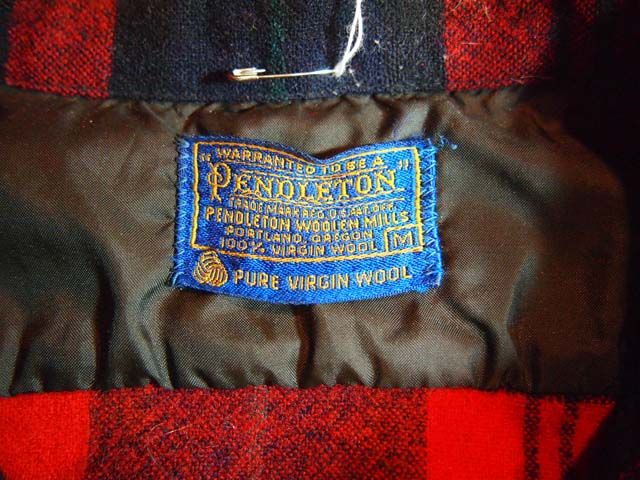 "WARRANTED TO BE A
PENDLETON"
TRADE MARK REG. U.S. PAT. OFF.
PENDLETON WOOLEN MILLS
PORTLAND, OREGON
100% VIRGIN WOOL M
PURE VIRGIN WOOL